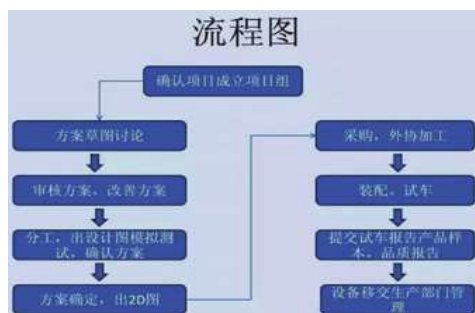 流程图
确认项目成立项目组
方案草图讨论
审核方案，改善方案
分工，出设计图模拟测
试，确认方案
方案确定，出2D图
采购，外协加工
装配、试车
提交试车报告产品样
本，品质报告
设备移交生产部门管
理